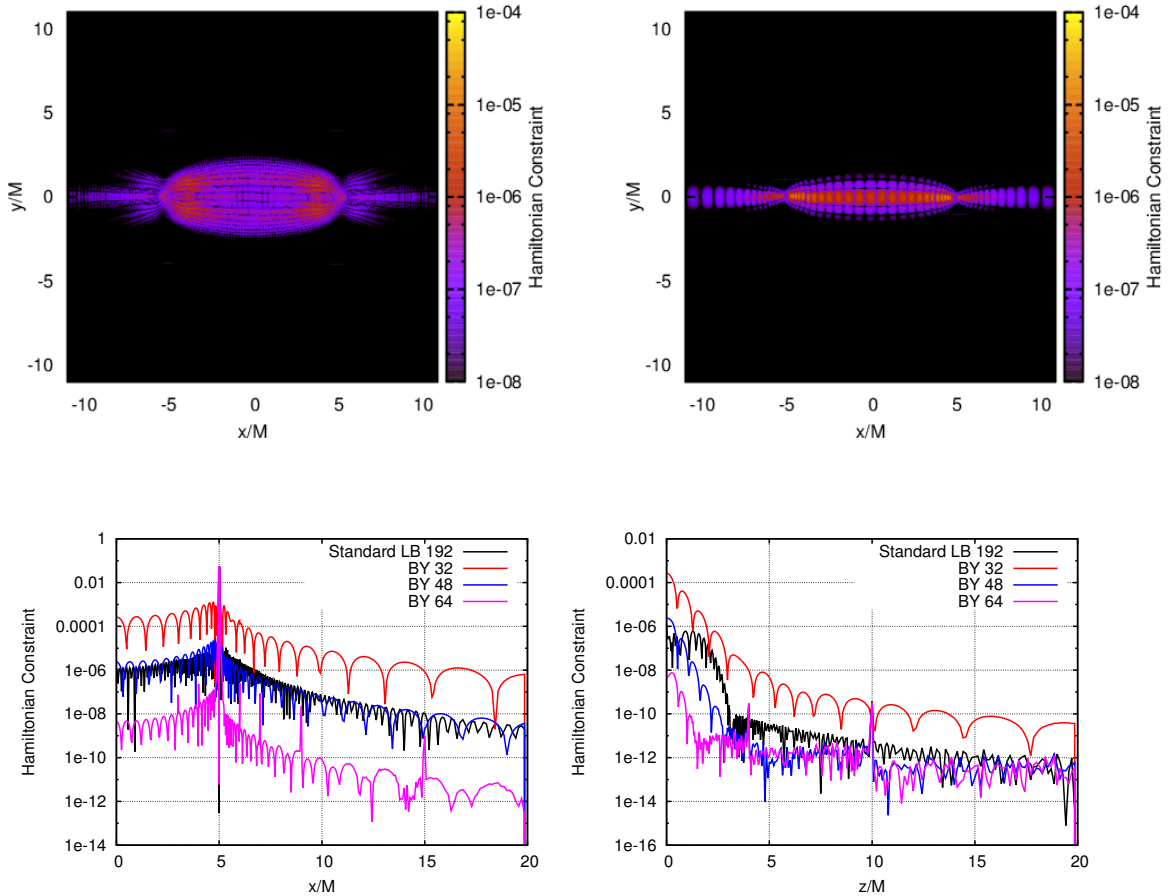 10
5
0
-5
-10
y/M
-10
-5
0
5
10
x/M
1e-04
1e-05
1e-06
1e-07
1e-08
Hamiltonian Constraint
10
5
0
-5
-10
y/M
-10
-5
0
5
10
x/M
1e-04
1e-05
1e-06
1e-07
1e-08
Hamiltonian Constraint
1
0.01
0.0001
1e-06
1e-08
1e-10
1e-12
1e-14
Hamiltonian Constraint
0
5
10
15
20
x/M
Standard LB 192
BY 32
BY 48
BY 64
0.01
0.0001
1e-06
1e-08
1e-10
1e-12
1e-14
1e-16
Hamiltonian Constraint
0
5
10
15
20
z/M
Standard LB 192
BY 32
BY 48
BY 64